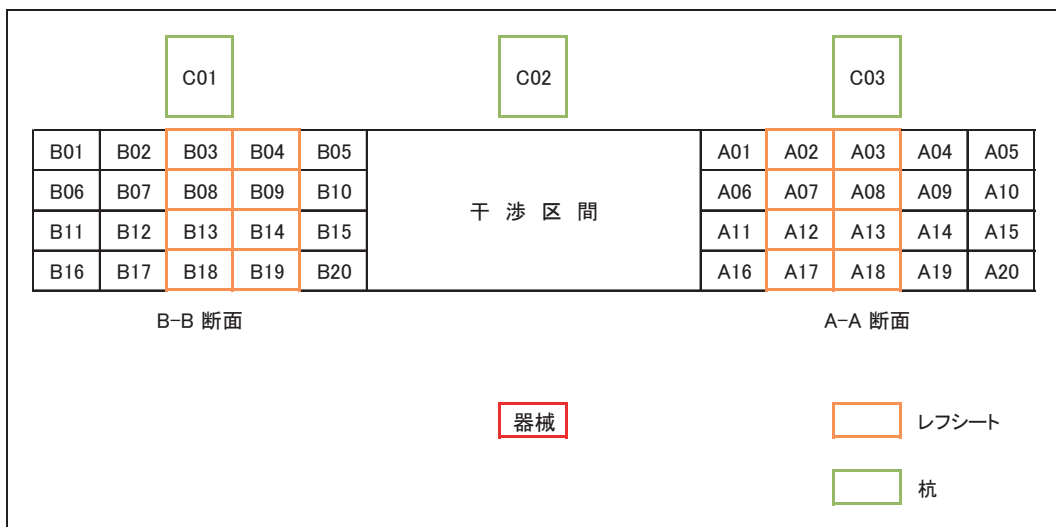 C01 C02 C03
B01 B02 B03 B04 B05 A01 A02 A03 A04 A05
B06 B07 B08 B09 B10 干渉区間 A06 A07 A08 A09 A10
B11 B12 B13 B14 B15 A11 A12 A13 A14 A15
B16 B17 B18 B19 B20 A16 A17 A18 A19 A20
B-B 断面 A-A 断面
器械 レフシート
杭